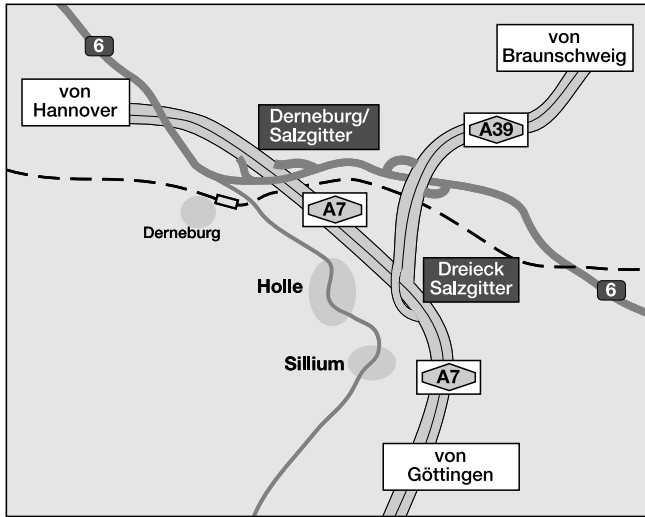 6
von
Braunschweig
von
Hannover
Derneburg/
Salzgitter
A39
A7
Derneburg
Dreieck
Salzgitter
Holle
6
Sillium
A7
von
Göttingen